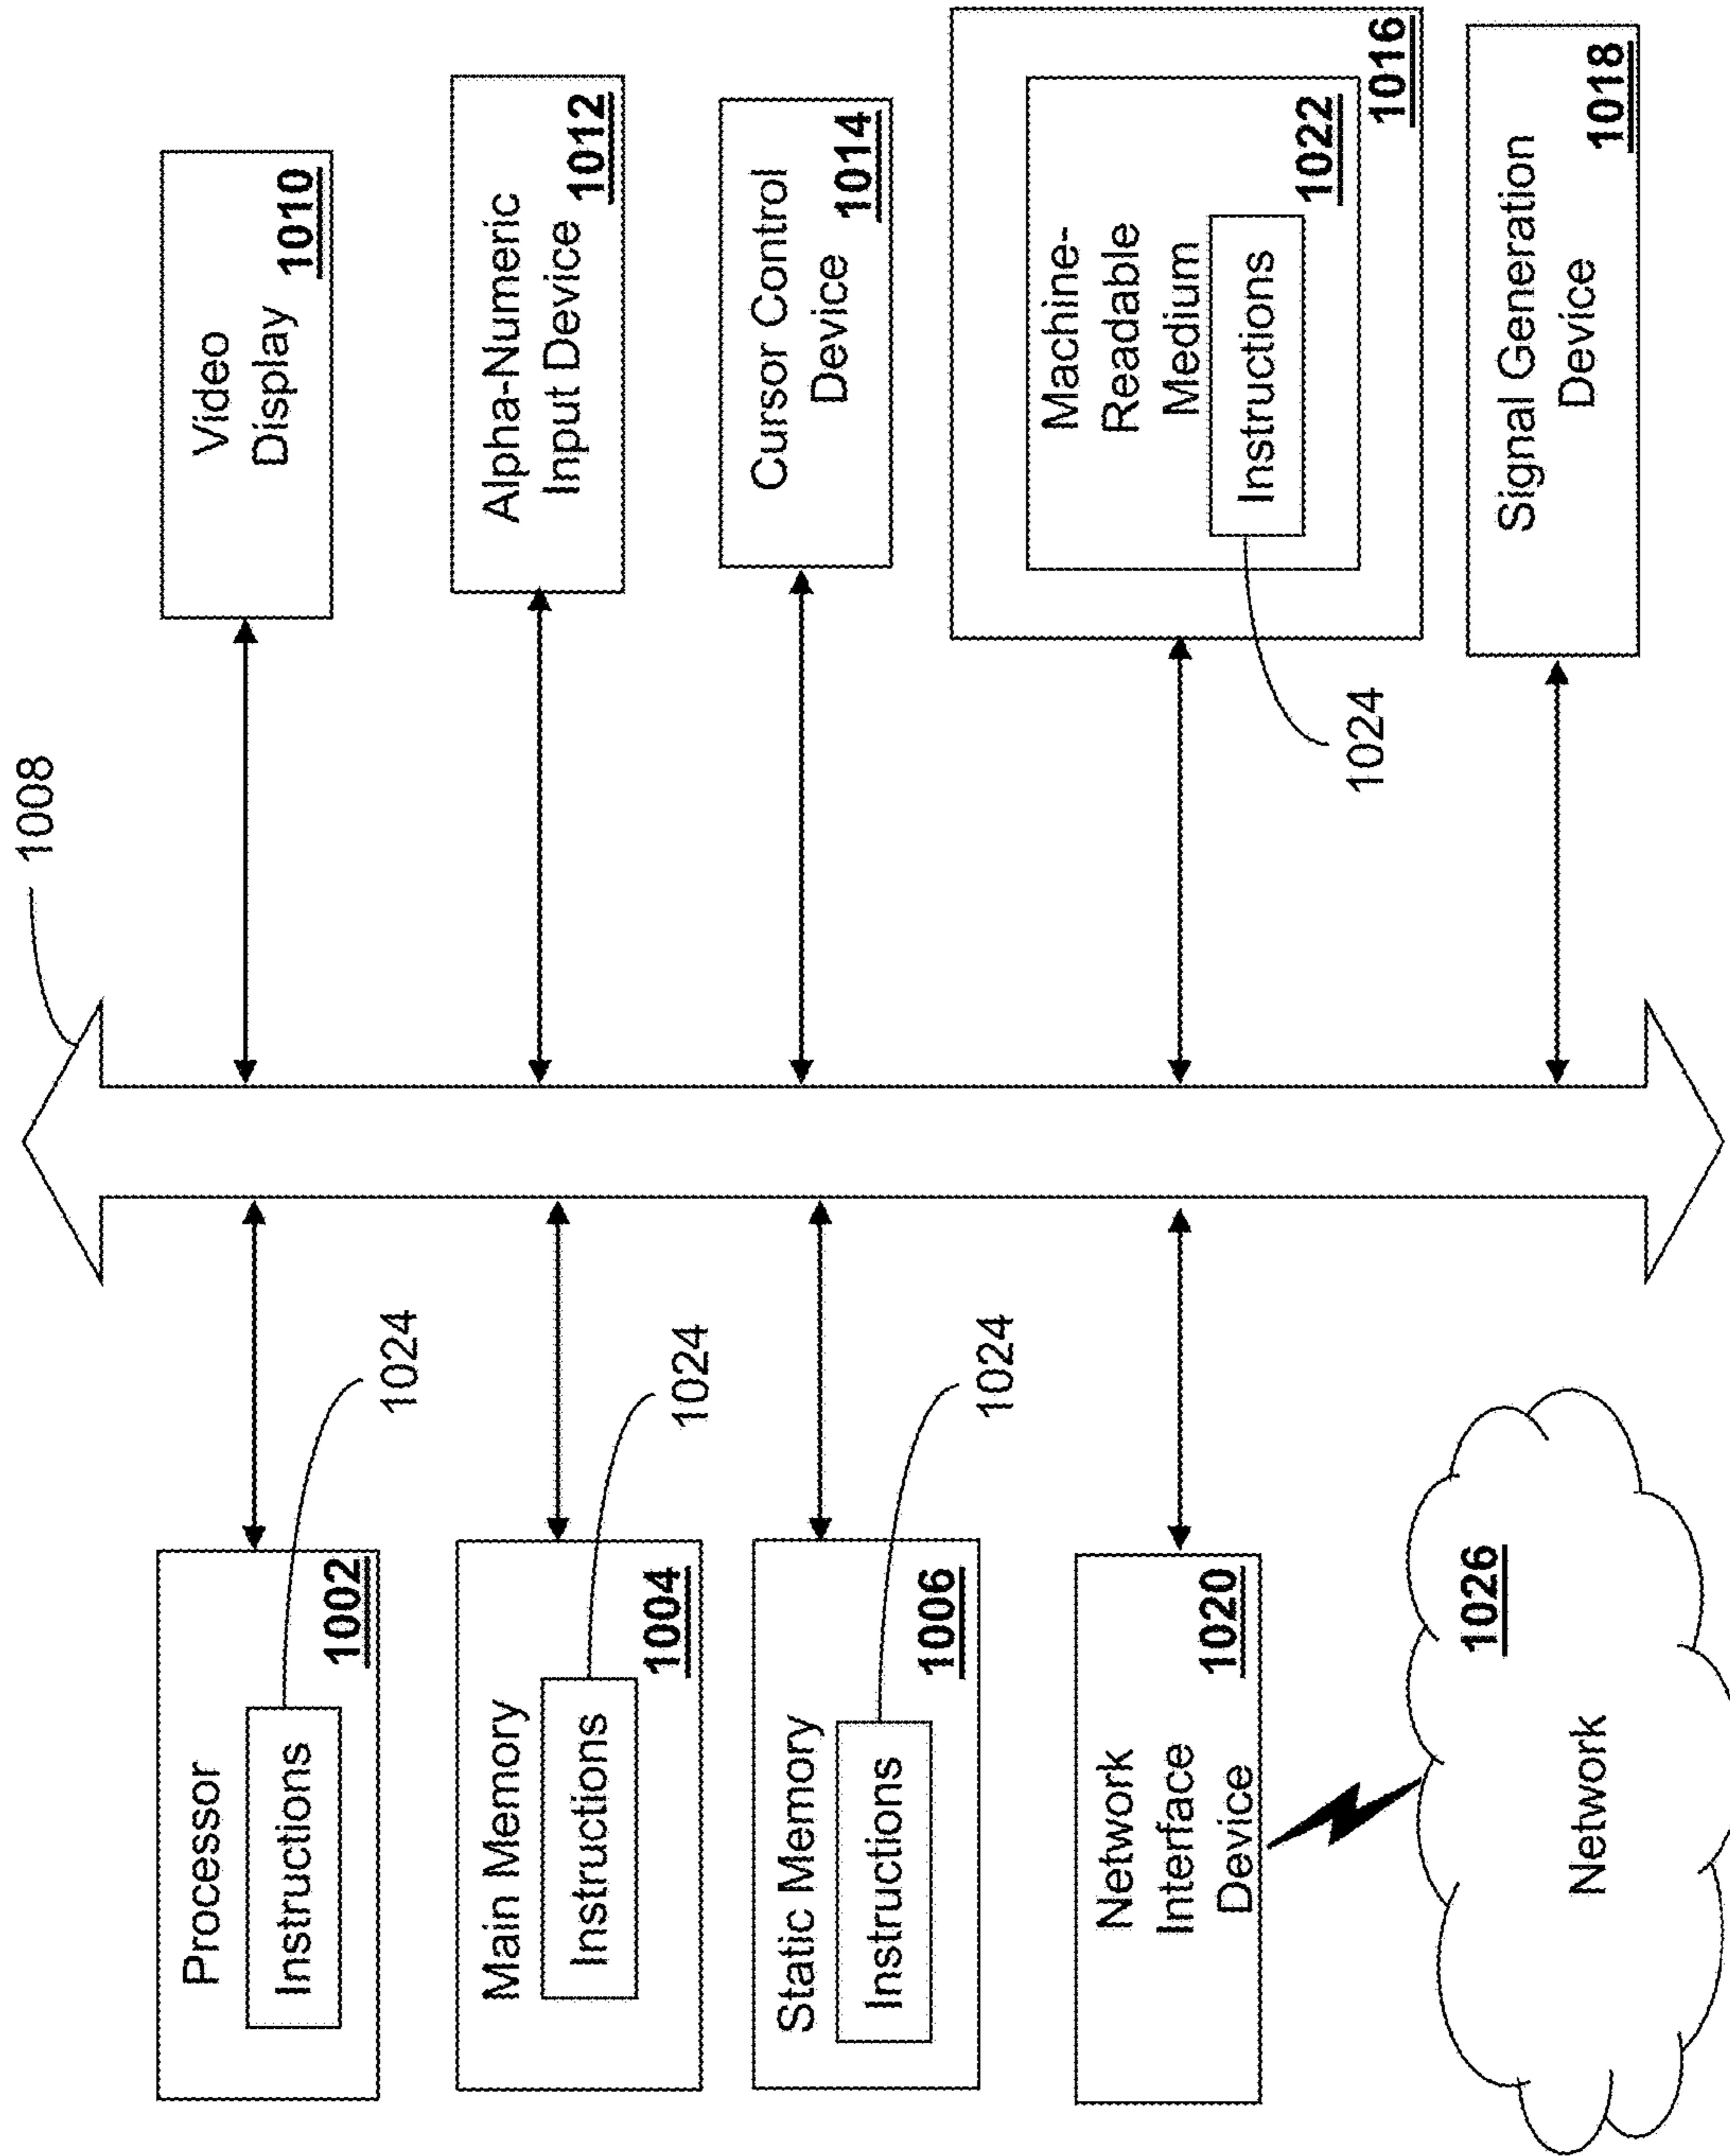 1008
Processor
Instructions
1002
1024
Main Memory
Instructions
1004
1024
Static Memory
Instructions
1006
1024
Network
Interface
Device
1020
1026
Network
Video
Display
1010
Alpha-Numeric
Input Device
1012
Cursor Control
Device
1014
Machine-
Readable
Medium
Instructions
1022
1016
1024
Signal Generation
Device
1018